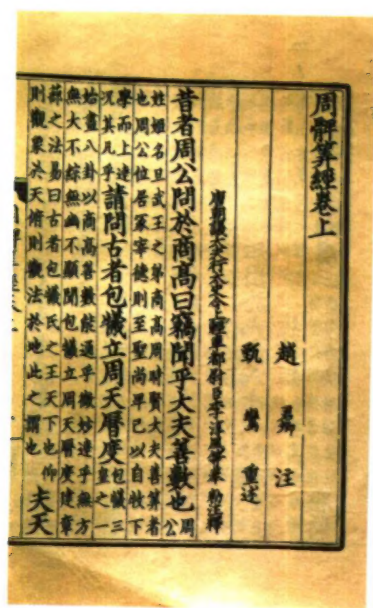 周髀筭經卷上
趙君卿注
甄鸞重述
唐朝議大夫行太史令上輕車都尉臣李淳風等奉勑注釋
昔者周公問於商高曰竊聞乎大夫善數也周公
姓姬名旦武王之弟商高周時賢大夫善算者
也周公位居冢宰德則至聖尚卑己以自牧下
學而上達況其凡乎請問古者包犧立周天曆度包犧三皇之一
始畫八卦以商高善數能通乎微妙達乎無方
無大不綜無幽不顯聞包犧立周天曆度建章
蔀之法易曰古者包犧氏之王天下也仰
則觀象於天俯則觀法於地此之謂也夫天